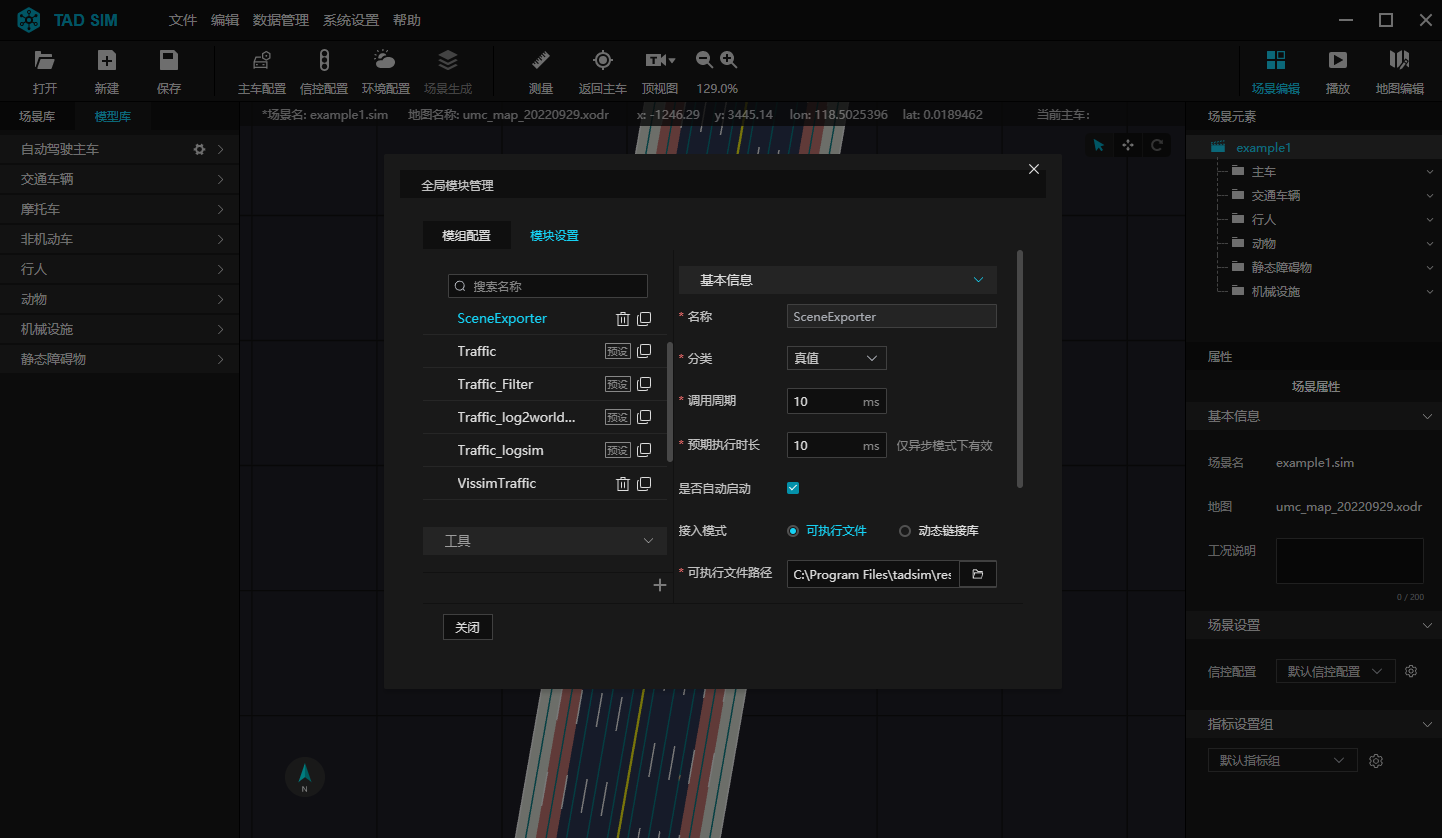 TAD SIM 文件 编辑 数据管理 系统设置 帮助
打开 新建 保存 主车配置 信控配置 环境配置 场景生成 测量 返回主车 顶视图 129.0% 场景编辑 播放 地图编辑
场景库 模型库 *场景名: example1.sim 地图名称: umc_map_20220929.xodr x: -1246.29 y: 3445.14 lon: 118.5025396 lat: 0.0189462 当前主车: 场景元素
自动驾驶主车
交通车辆
摩托车
非机动车
行人
动物
机械设施
静态障碍物
全局模块管理
模组配置 模块设置
搜索名称
SceneExporter
Traffic 预设
Traffic_Filter 预设
Traffic_log2world... 预设
Traffic_logsim 预设
VissimTraffic
工具
基本信息
* 名称 SceneExporter
* 分类 真值
* 调用周期 10 ms
* 预期执行时长 10 ms 仅异步模式下有效
是否自动启动
接入模式 可执行文件 动态链接库
* 可执行文件路径 C:\Program Files\tadsim\res
关闭
N
example1
主车
交通车辆
行人
动物
静态障碍物
机械设施
属性
场景属性
基本信息
场景名 example1.sim
地图 umc_map_20220929.xodr
工况说明
0 / 200
场景设置
信控配置 默认信控配置
指标设置组
默认指标组